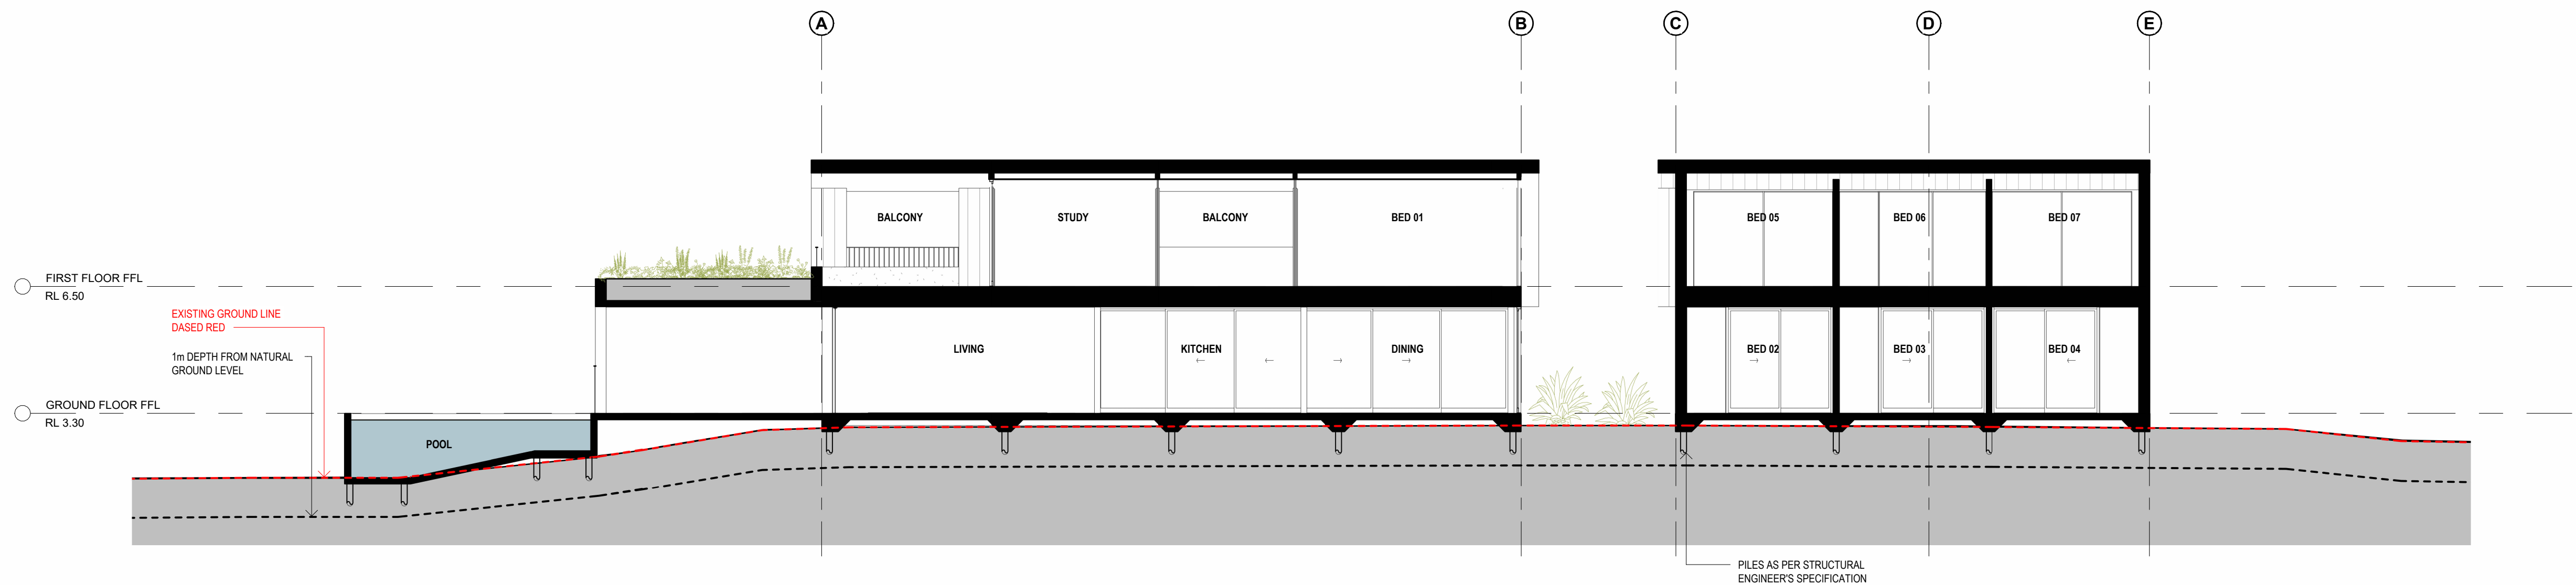 A
B
C
D
E
BALCONY
STUDY
BALCONY
BED 01
BED 05
BED 06
BED 07
FIRST FLOOR FFL
RL 6.50
EXISTING GROUND LINE
DASED RED
1m DEPTH FROM NATURAL
GROUND LEVEL
LIVING
KITCHEN
DINING
BED 02
BED 03
BED 04
GROUND FLOOR FFL
RL 3.30
POOL
PILES AS PER STRUCTURAL
ENGINEER'S SPECIFICATION